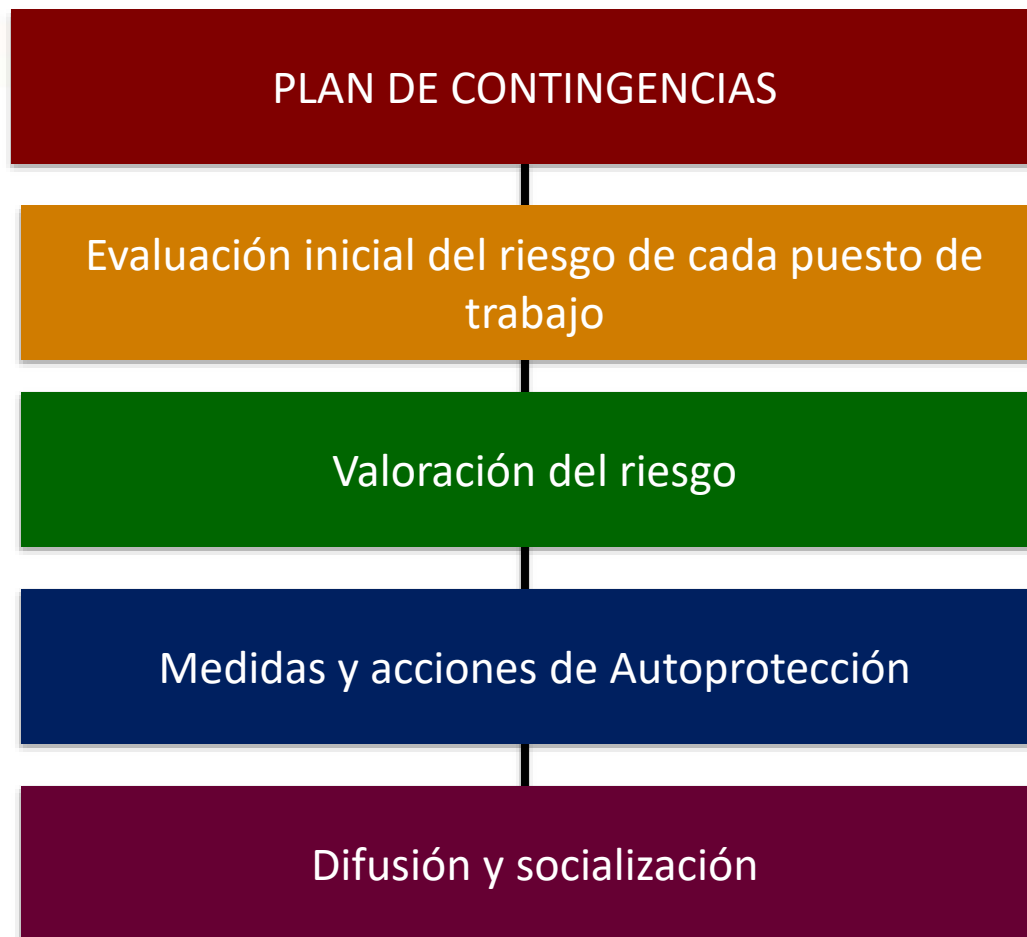 PLAN DE CONTINGENCIAS
Evaluación inicial del riesgo de cada puesto de
trabajo
Valoración del riesgo
Medidas y acciones de Autoprotección
Difusión y socialización